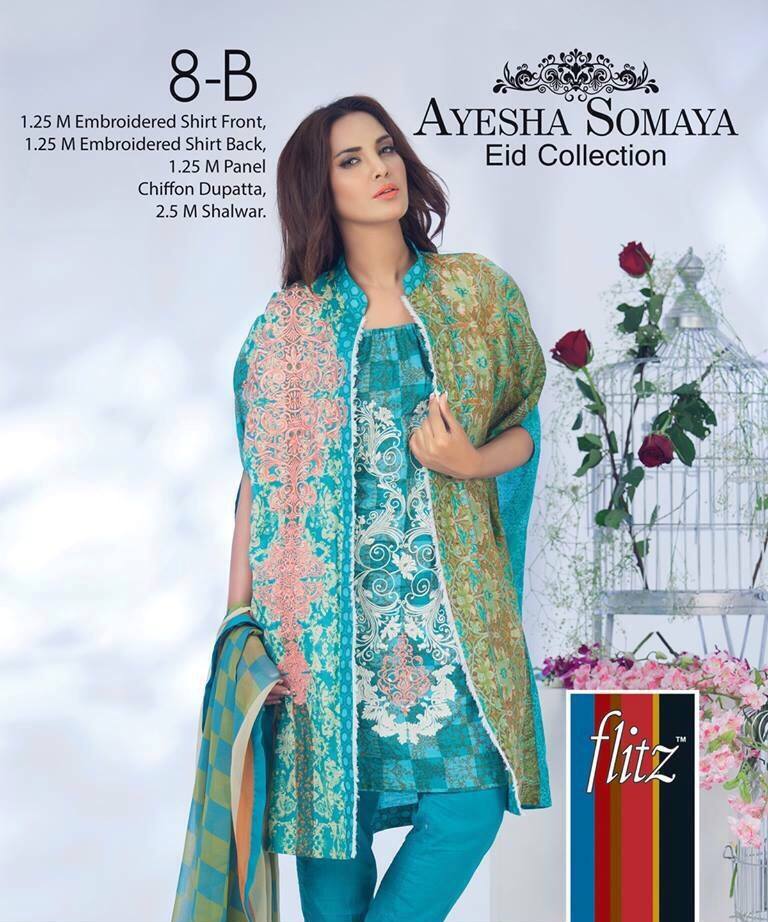 8-B
1.25 M Embroidered Shirt Front,
1.25 M Embroidered Shirt Back,
1.25 M Panel
Chiffon Dupatta,
2.5 M Shalwar.
AYESHA SOMAYA
Eid Collection
flitz™